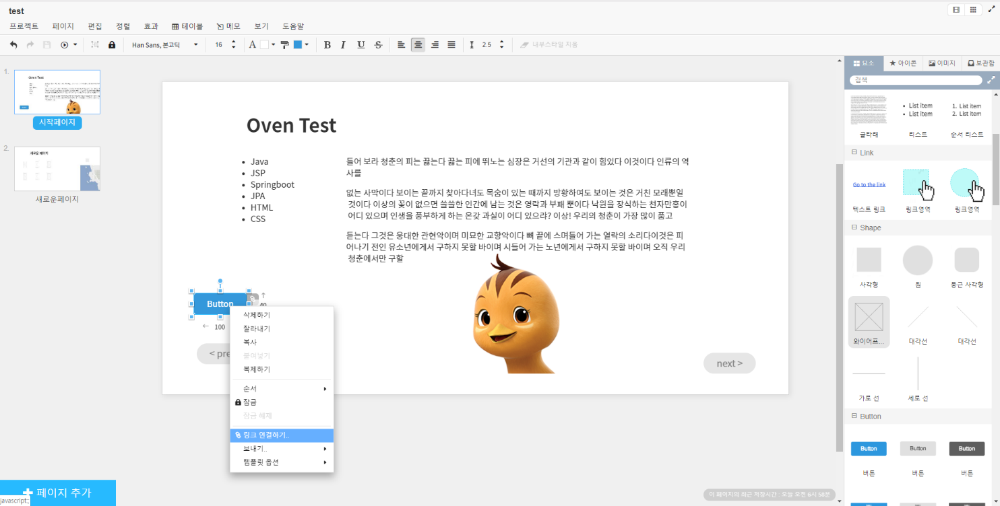 test
프로젝트 페이지 편집 정렬 효과 테이블 메모 보기 도움말
Han Sans, 본고딕 16 A B I U S 2.5 내부스타일 지움
1.
Oven Test
시작페이지
2.
새로운 페이지
새로운페이지
페이지 추가
javascript:;
Oven Test
• Java
• JSP
• Springboot
• JPA
• HTML
• CSS
들어 보라 청춘의 피는 끓는다 끓는 피에 뛰노는 심장은 거선의 기관과 같이 힘있다 이것이다 인류의 역
사를
없는 사막이다 보이는 끝까지 찾아다녀도 목숨이 있는 때까지 방황하여도 보이는 것은 거친 모래뿐일
것이다 이상의 꽃이 없으면 쓸쓸한 인간에 남는 것은 영락과 부패 뿐이다 낙원을 장식하는 천자만홍이
어디 있으며 인생을 풍부하게 하는 온갖 과실이 어디 있으랴? 이상! 우리의 청춘이 가장 많이 품고
듣는다 그것은 웅대한 관현악이며 미묘한 교향악이다 뼈 끝에 스며들어 가는 열락의 소리다이것은 피
어나기 전인 유소년에게서 구하지 못할 바이며 시들어 가는 노년에게서 구하지 못할 바이며 오직 우리
청춘에서만 구할
Button
40
100
< pre
next >
삭제하기
잘라내기
복사
붙여넣기
복제하기
순서
잠금
잠금 해제
링크 연결하기..
보내기..
템플릿 옵션
이 페이지의 최근 저장시간 : 오늘 오전 6시 58분
요소 아이콘 이미지 보관함
검색
• List item
• List item
1. List item
2. List item
글타래 리스트 순서 리스트
Link
Go to the link
텍스트 링크 링크영역 링크영역
Shape
사각형 원 둥근 사각형
와이어프... 대각선 대각선
가로 선 세로 선
Button
Button Button Button
버튼 버튼 버튼